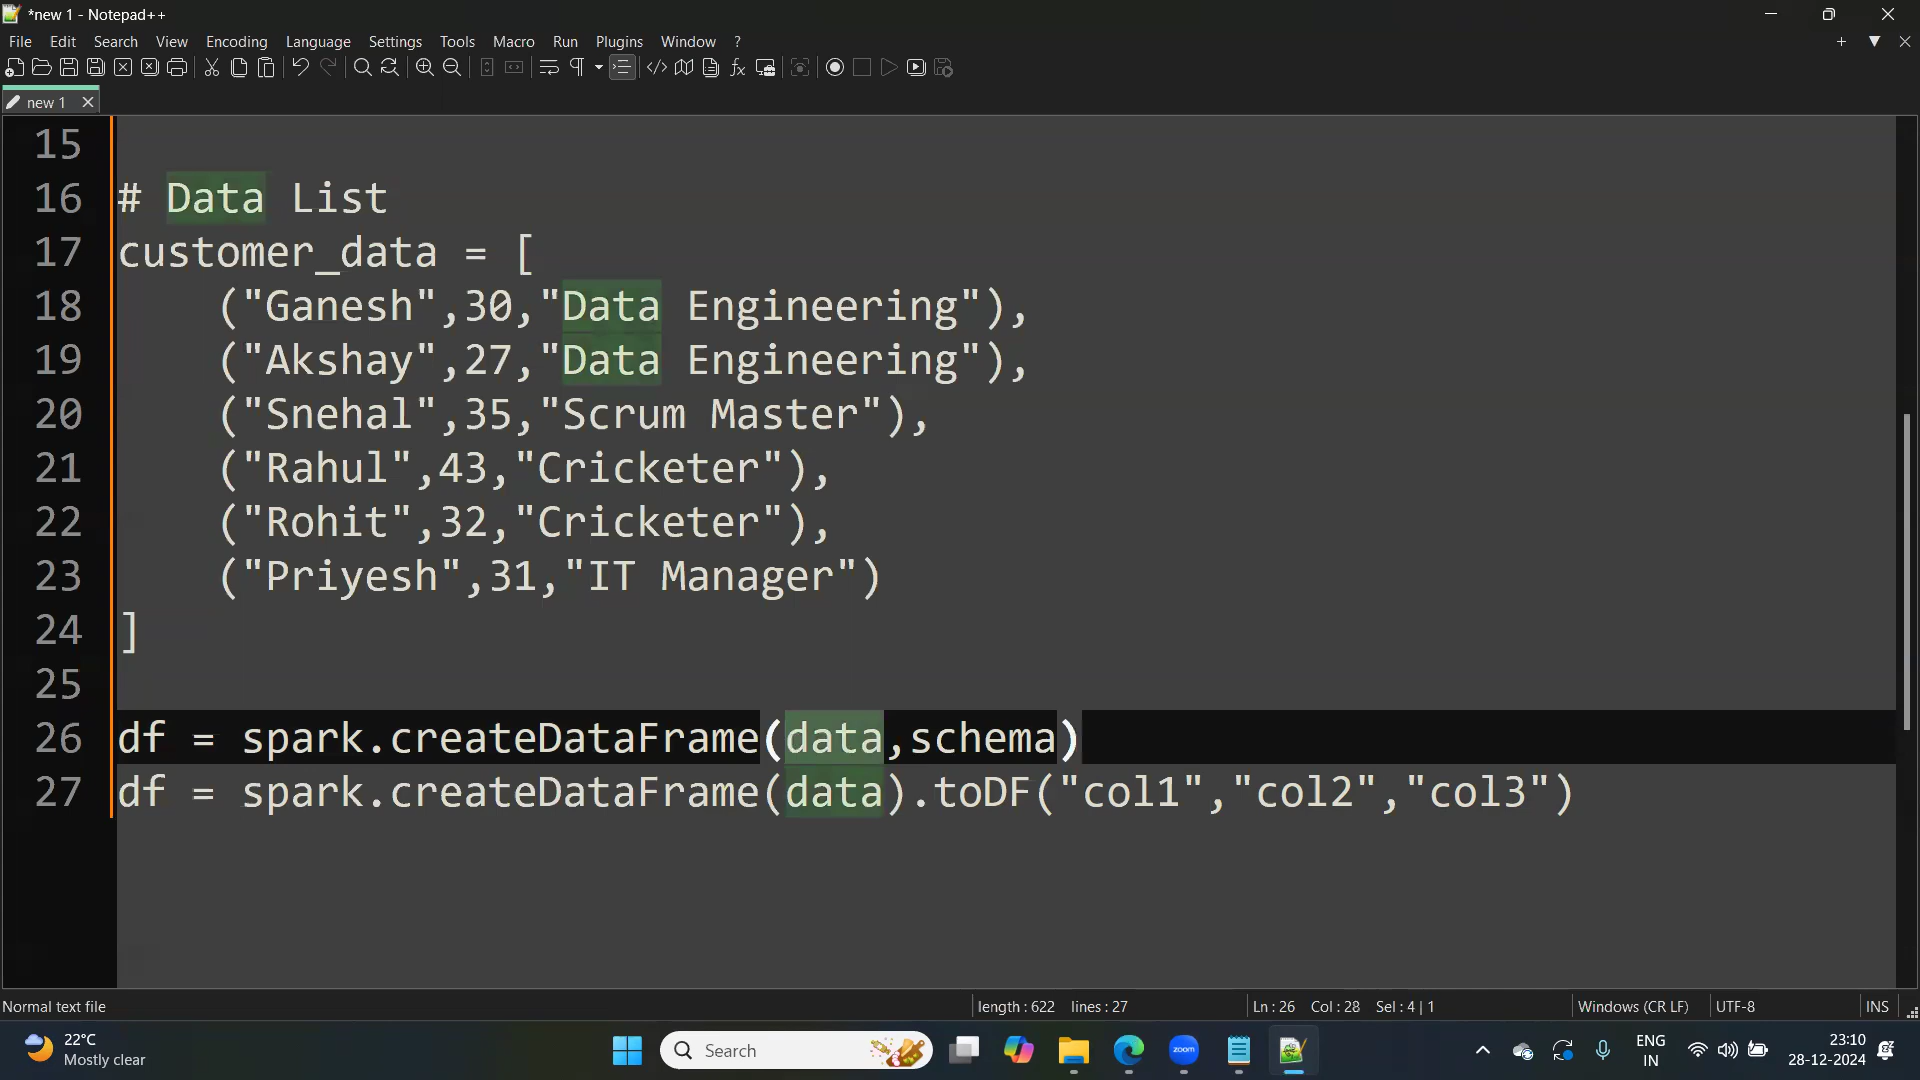 *new 1 - Notepad++
File Edit Search View Encoding Language Settings Tools Macro Run Plugins Window ?
new 1
15
16 # Data List
17 customer_data = [
18     ("Ganesh",30,"Data Engineering"),
19     ("Akshay",27,"Data Engineering"),
20     ("Snehal",35,"Scrum Master"),
21     ("Rahul",43,"Cricketer"),
22     ("Rohit",32,"Cricketer"),
23     ("Priyesh",31,"IT Manager")
24 ]
25
26 df = spark.createDataFrame(data,schema)
27 df = spark.createDataFrame(data).toDF("col1","col2","col3")
Normal text file length : 622 lines : 27 Ln : 26 Col : 28 Sel : 4 | 1 Windows (CR LF) UTF-8 INS
22°C
Mostly clear
Search
zoom
ENG
IN
23:10
28-12-2024